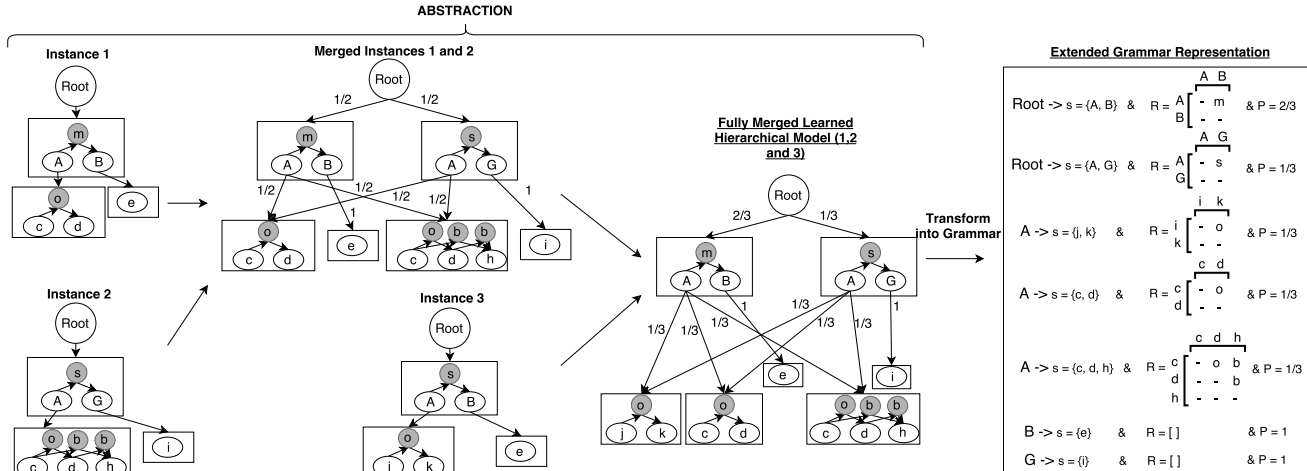 ABSTRACTION
Instance 1
Root
m
A B
o
c d
e
Instance 2
Root
s
A G
o b b
c d h
i
Merged Instances 1 and 2
Root
1/2 1/2
m
A B
s
A G
1/2 1/2 1/2 1/2
1 1
o
c d
e
o b b
c d h
i
Instance 3
Root
s
A B
o
j k
e
Fully Merged Learned
Hierarchical Model (1,2
and 3)
Root
2/3 1/3
m
A B
s
A G
1/3 1/3 1/3 1 1/3 1/3 1/3 1
e
i
o
j k
o
c d
o b b
c d h
Transform
into Grammar
Extended Grammar Representation
A B
Root -> s = {A, B} & R = A - m & P = 2/3
B - -
A G
Root -> s = {A, G} & R = A - s & P = 1/3
G - -
i k
A -> s = {j, k} & R = i - o & P = 1/3
k - -
c d
A -> s = {c, d} & R = c - o & P = 1/3
d - -
c d h
A -> s = {c, d, h} & R = c - o b & P = 1/3
d - - b
h - - -
B -> s = {e} & R = [ ] & P = 1
G -> s = {i} & R = [ ] & P = 1